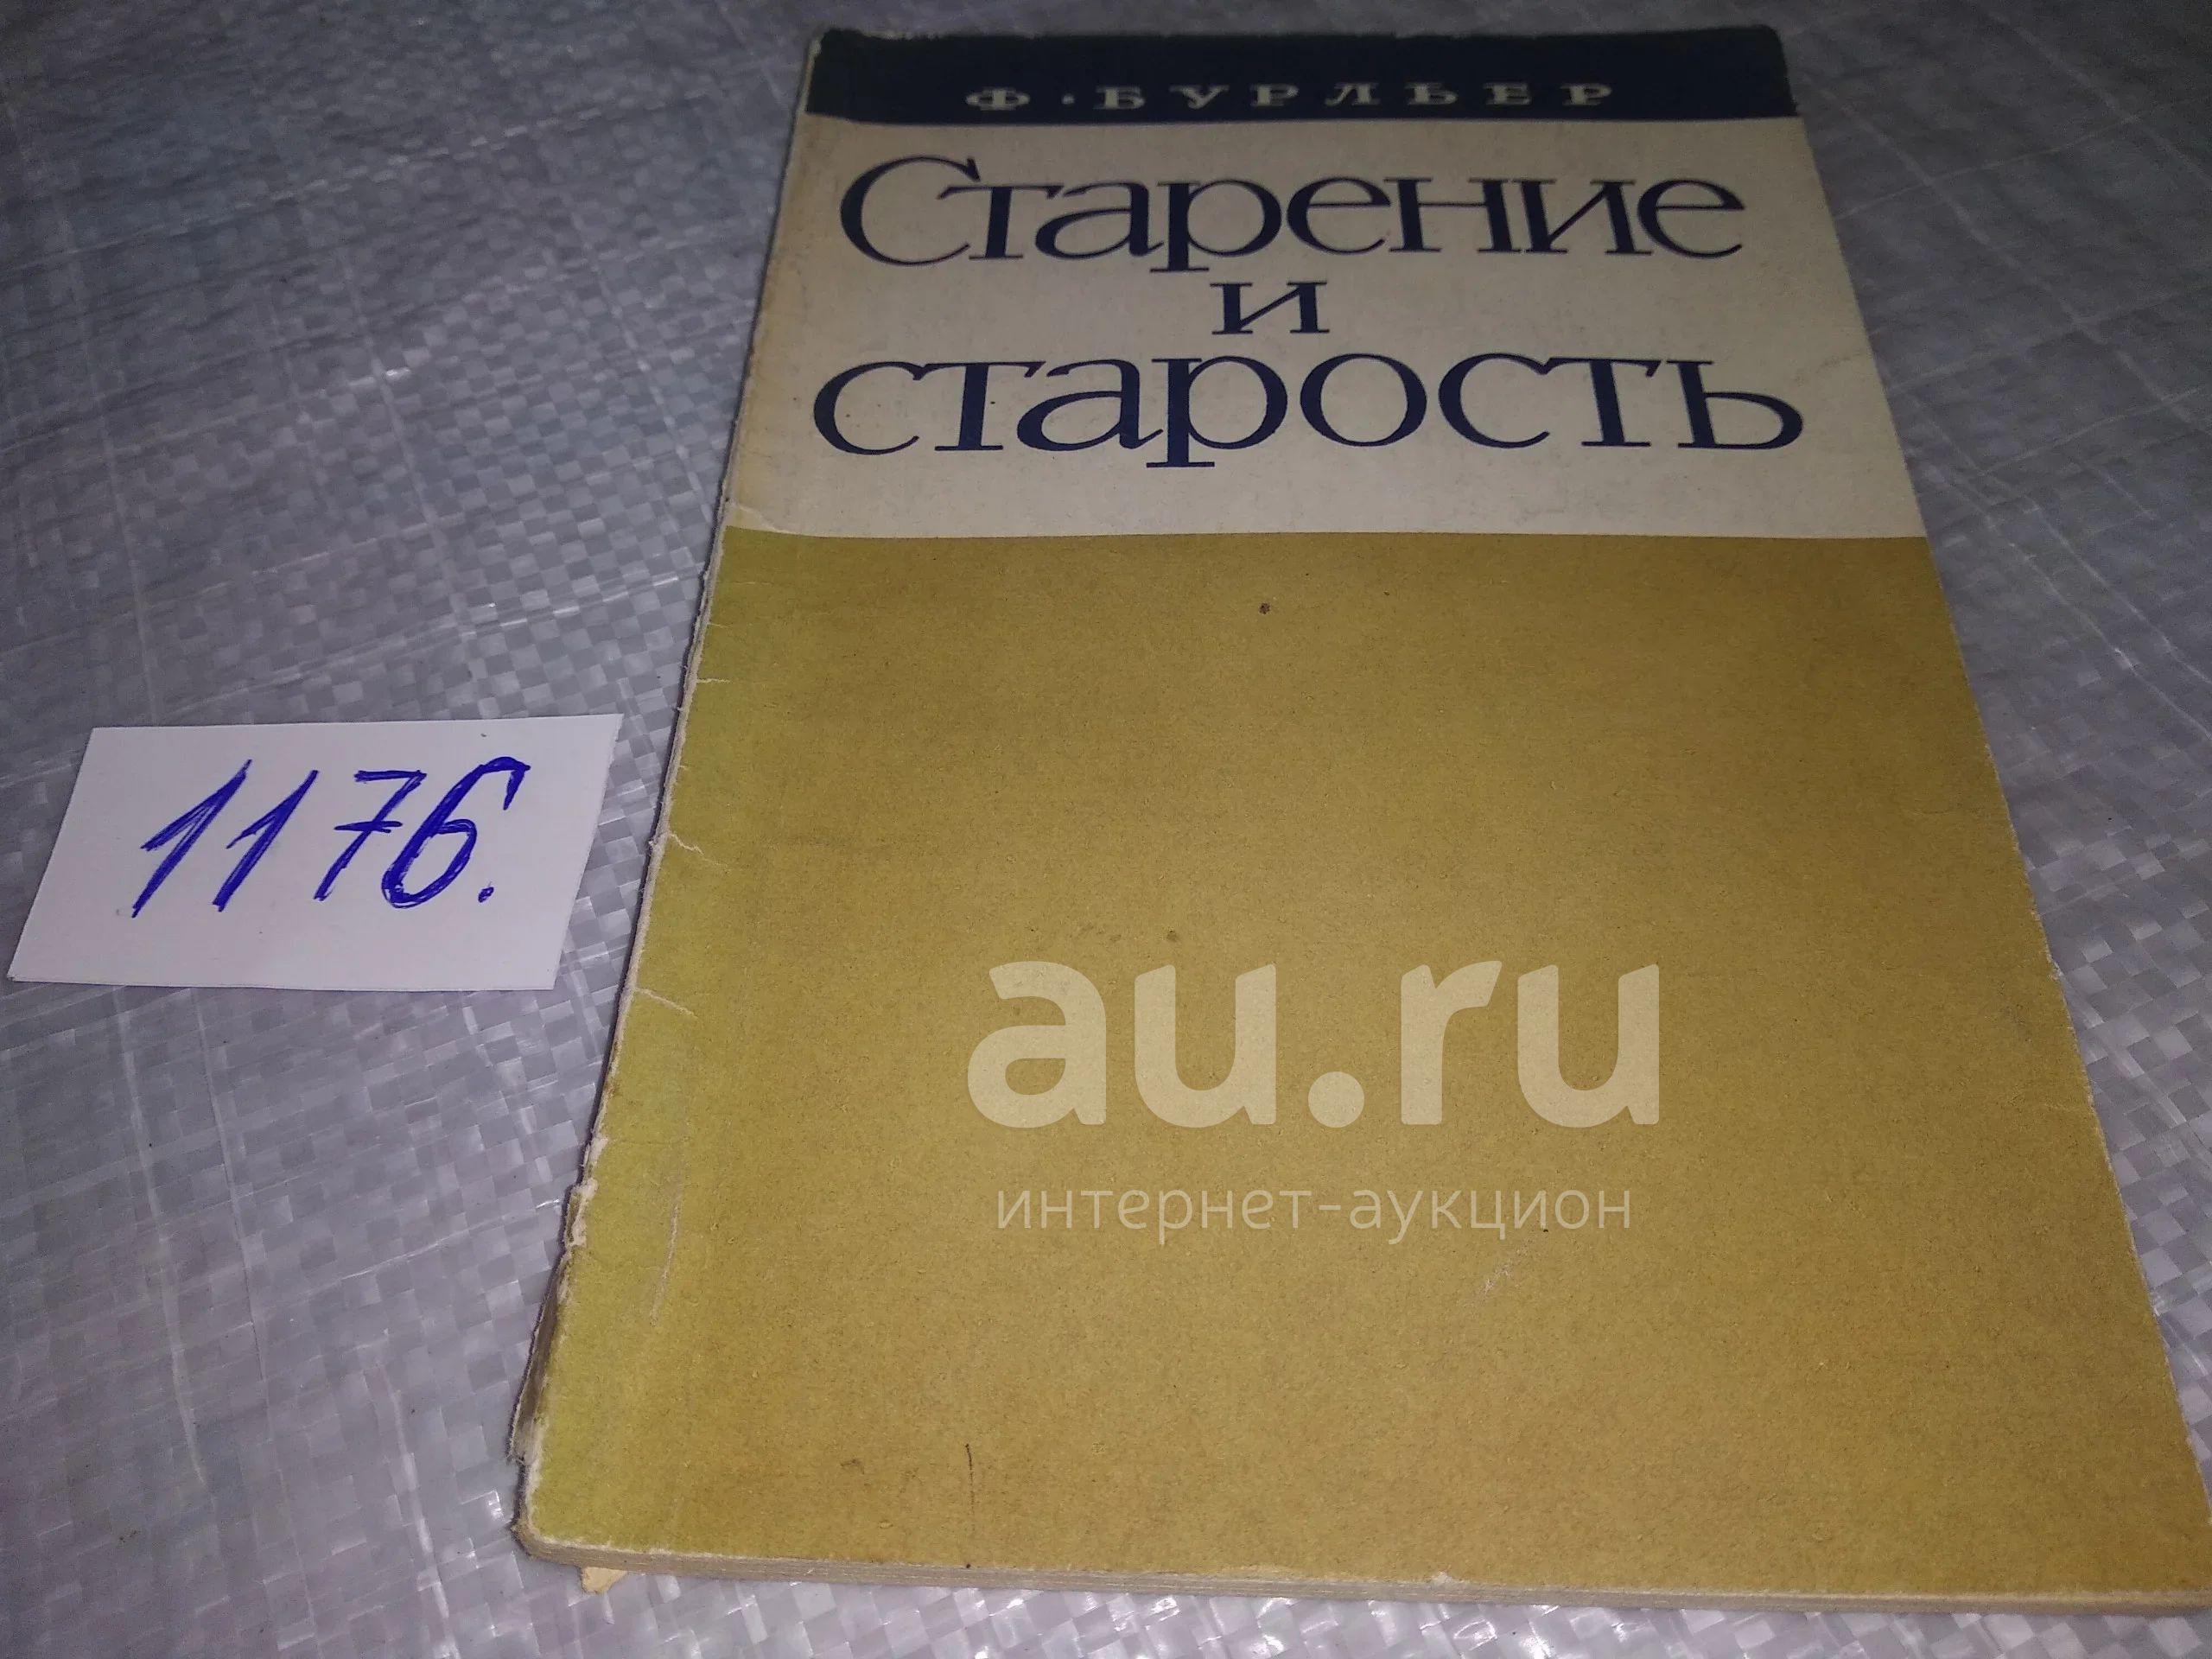 Ф. БУРЛЬЕР
Старение
и
старость
1176.
au.ru
интернет-аукцион